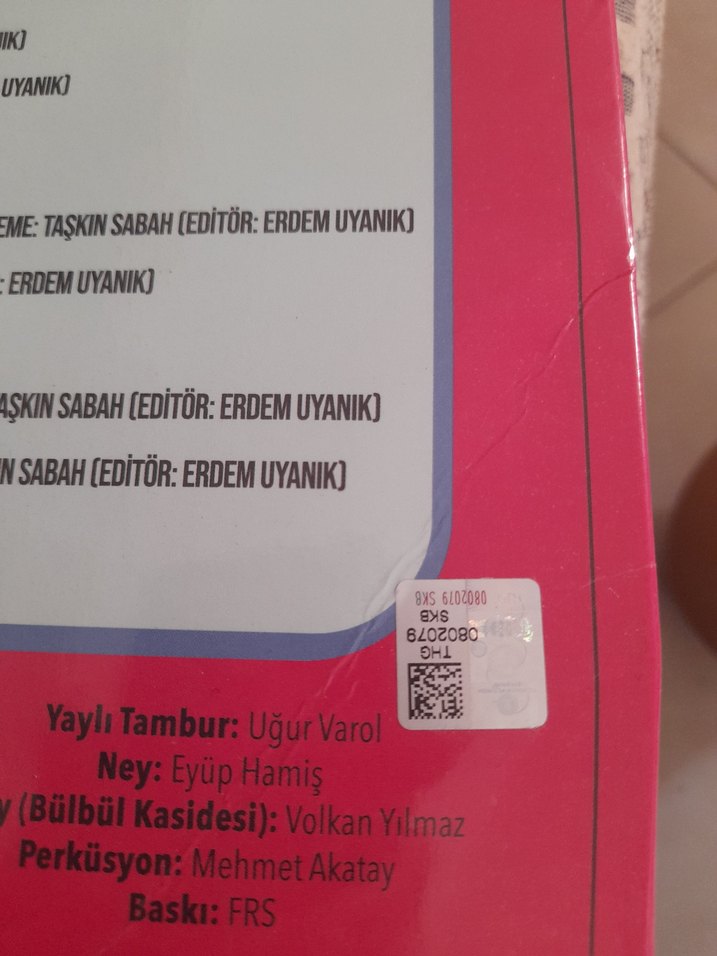 UYANIK)
EME: TAŞKIN SABAH (EDİTÖR: ERDEM UYANIK)
: ERDEM UYANIK)
AŞKIN SABAH (EDİTÖR: ERDEM UYANIK)
N SABAH (EDİTÖR: ERDEM UYANIK)
0802079 SKB
SKB
0802079
THG
Yaylı Tambur: Uğur Varol
Ney: Eyüp Hamiş
y (Bülbül Kasidesi): Volkan Yılmaz
Perküsyon: Mehmet Akatay
Baskı: FRS